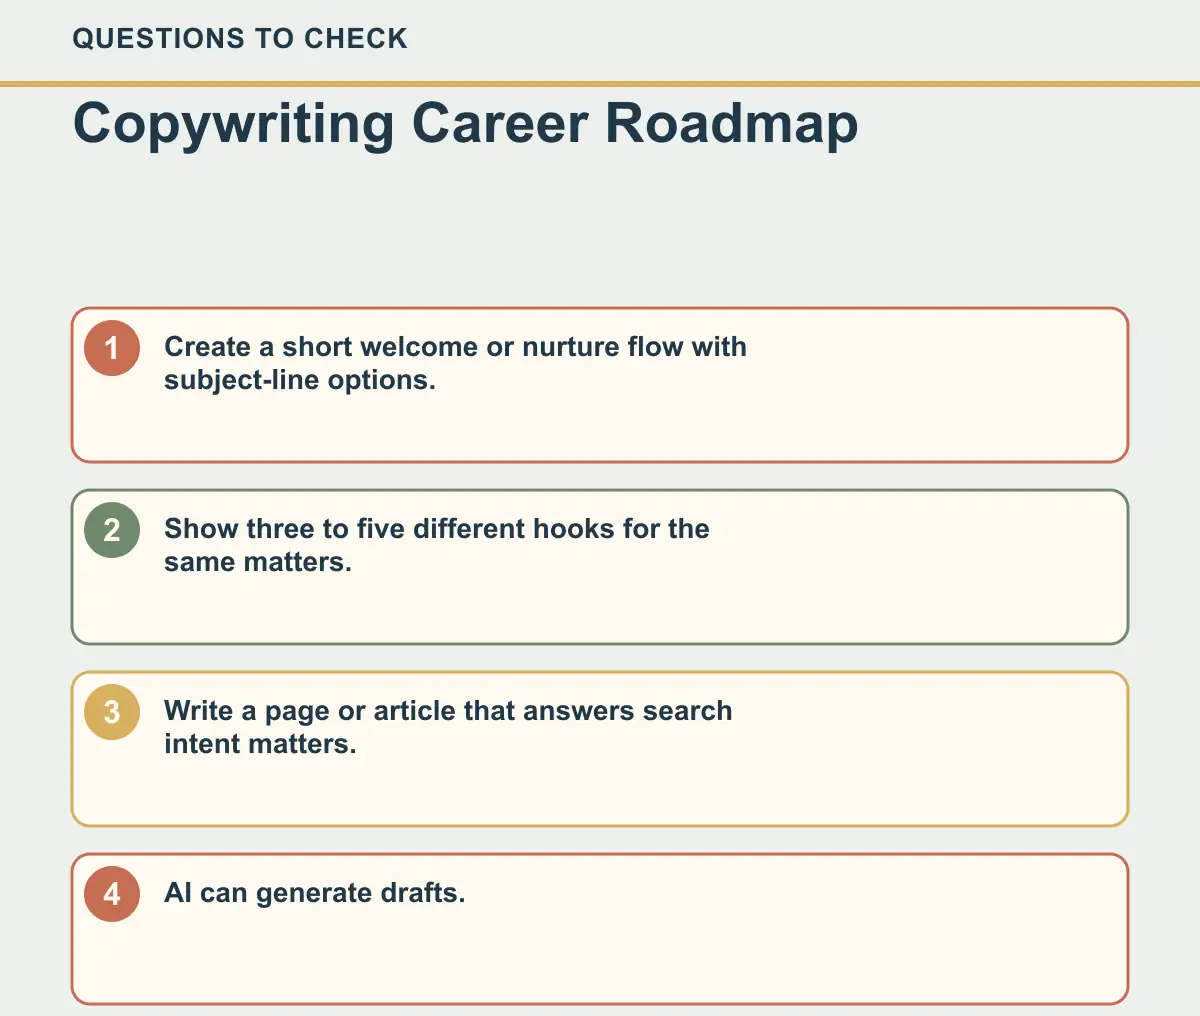 QUESTIONS TO CHECK
Copywriting Career Roadmap
1
Create a short welcome or nurture flow with
subject-line options.
2
Show three to five different hooks for the
same matters.
3
Write a page or article that answers search
intent matters.
4
AI can generate drafts.